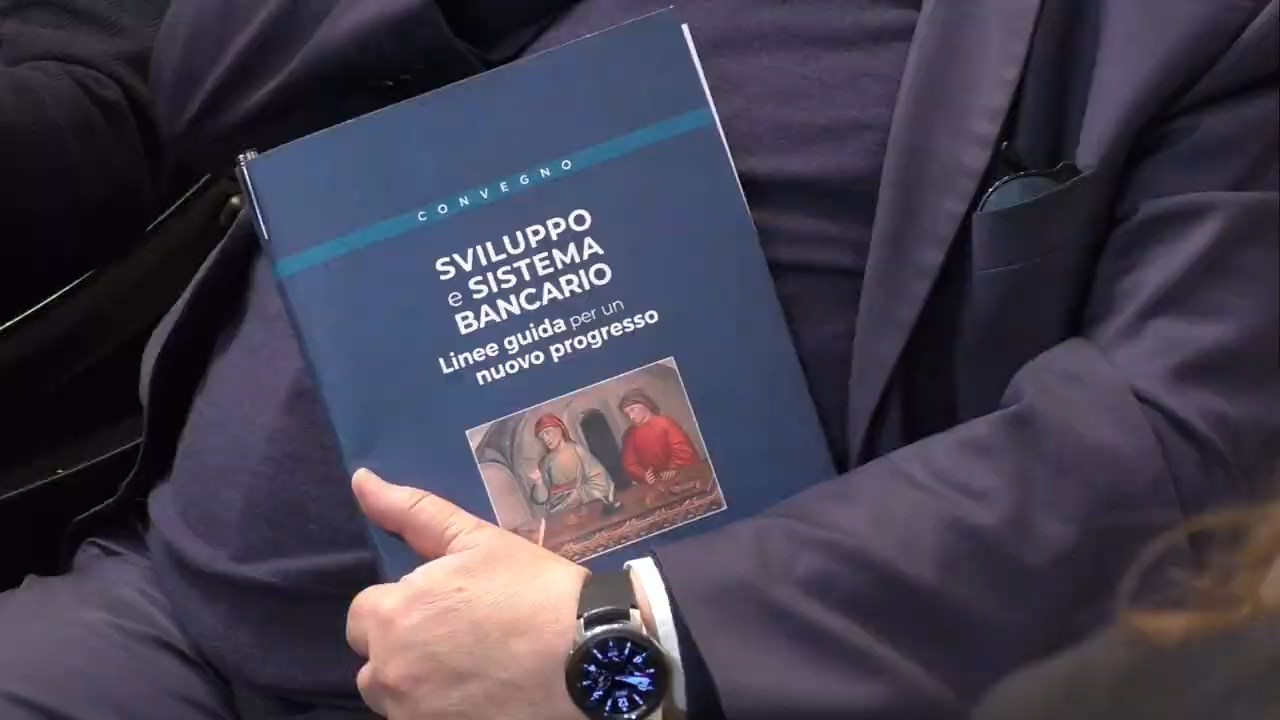 CONVEGNO
SVILUPPO
e SISTEMA
BANCARIO
Linee guida per un
nuovo progresso